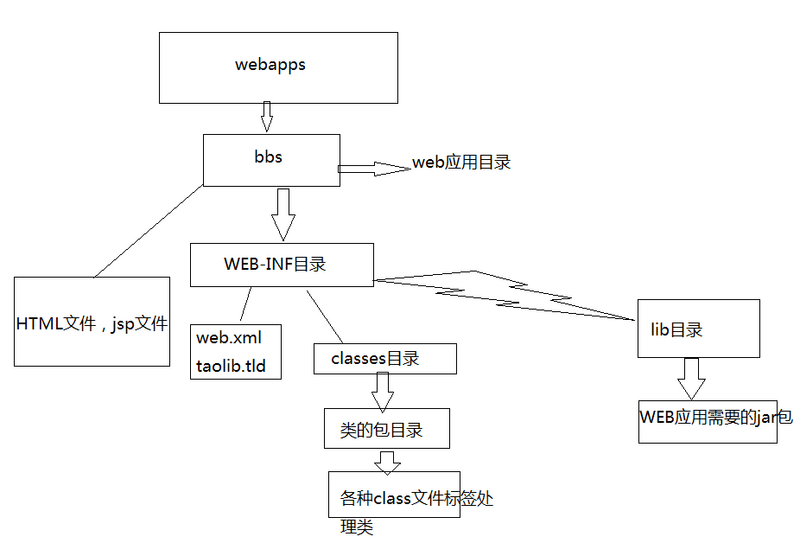 webapps
bbs
web应用目录
WEB-INF目录
HTML文件，jsp文件
web.xml
taolib.tld
classes目录
lib目录
类的包目录
WEB应用需要的jar包
各种class文件标签处
理类